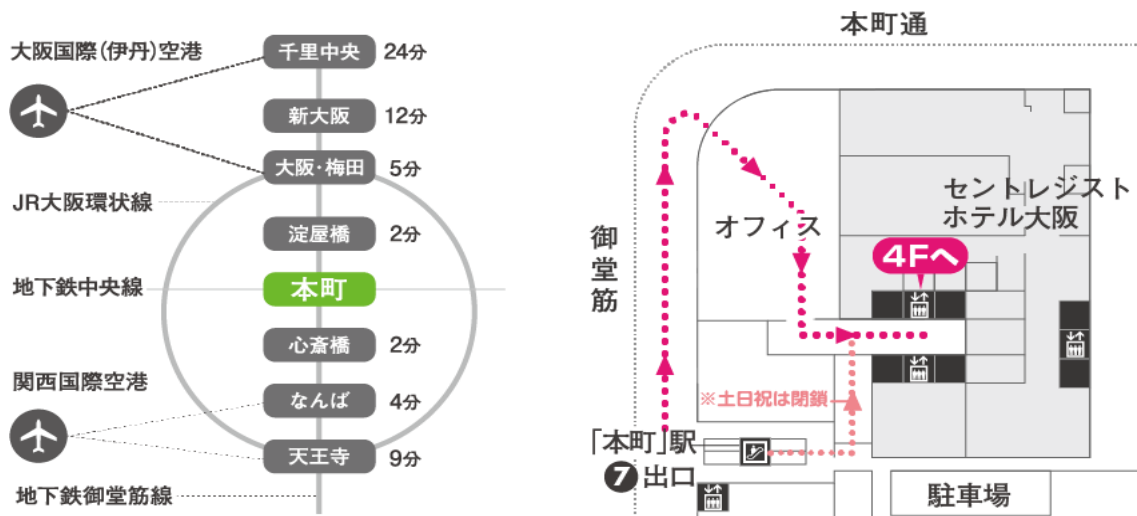 大阪国際(伊丹)空港
千里中央 24分
新大阪 12分
大阪・梅田 5分
JR大阪環状線
淀屋橋 2分
地下鉄中央線
本町
心斎橋 2分
関西国際空港
なんば 4分
天王寺 9分
地下鉄御堂筋線
本町通
御堂筋
オフィス
セントレジスト
ホテル大阪
4Fへ
※土日祝は閉鎖
「本町」駅
7出口
駐車場